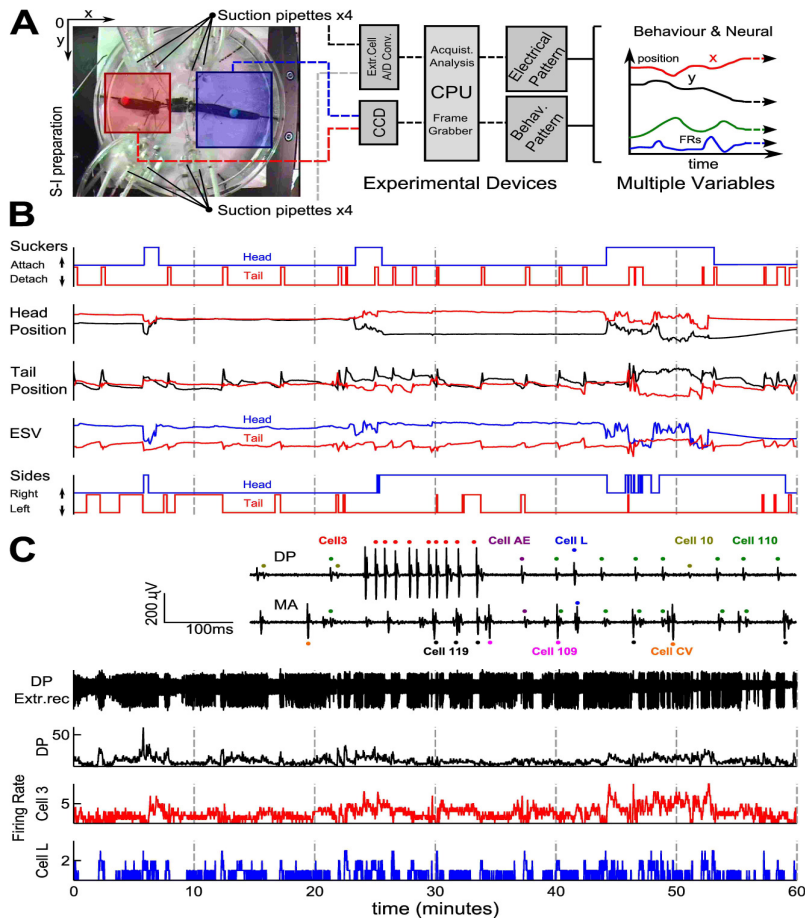 A
0
x
y
Suction pipettes x4
S-I preparation
Suction pipettes x4
Extr.Cell
A/D Conv.
CCD
Acquist.
Analysis
CPU
Frame
Grabber
Electrical
Pattern
Behav.
Pattern
Experimental Devices
Behaviour & Neural
position
x
y
FRs
time
Multiple Variables
B
Suckers
Attach
Detach
Head
Tail
Head
Position
Tail
Position
ESV
Head
Tail
Sides
Right
Left
Head
Tail
C
200 µV
100ms
Cell3
Cell AE
Cell L
Cell 10
Cell 110
DP
MA
Cell 119
Cell 109
Cell CV
DP
Extr.rec
Firing Rate
DP
50
Cell 3
5
Cell L
2
0 10 20 30 40 50 60
time (minutes)